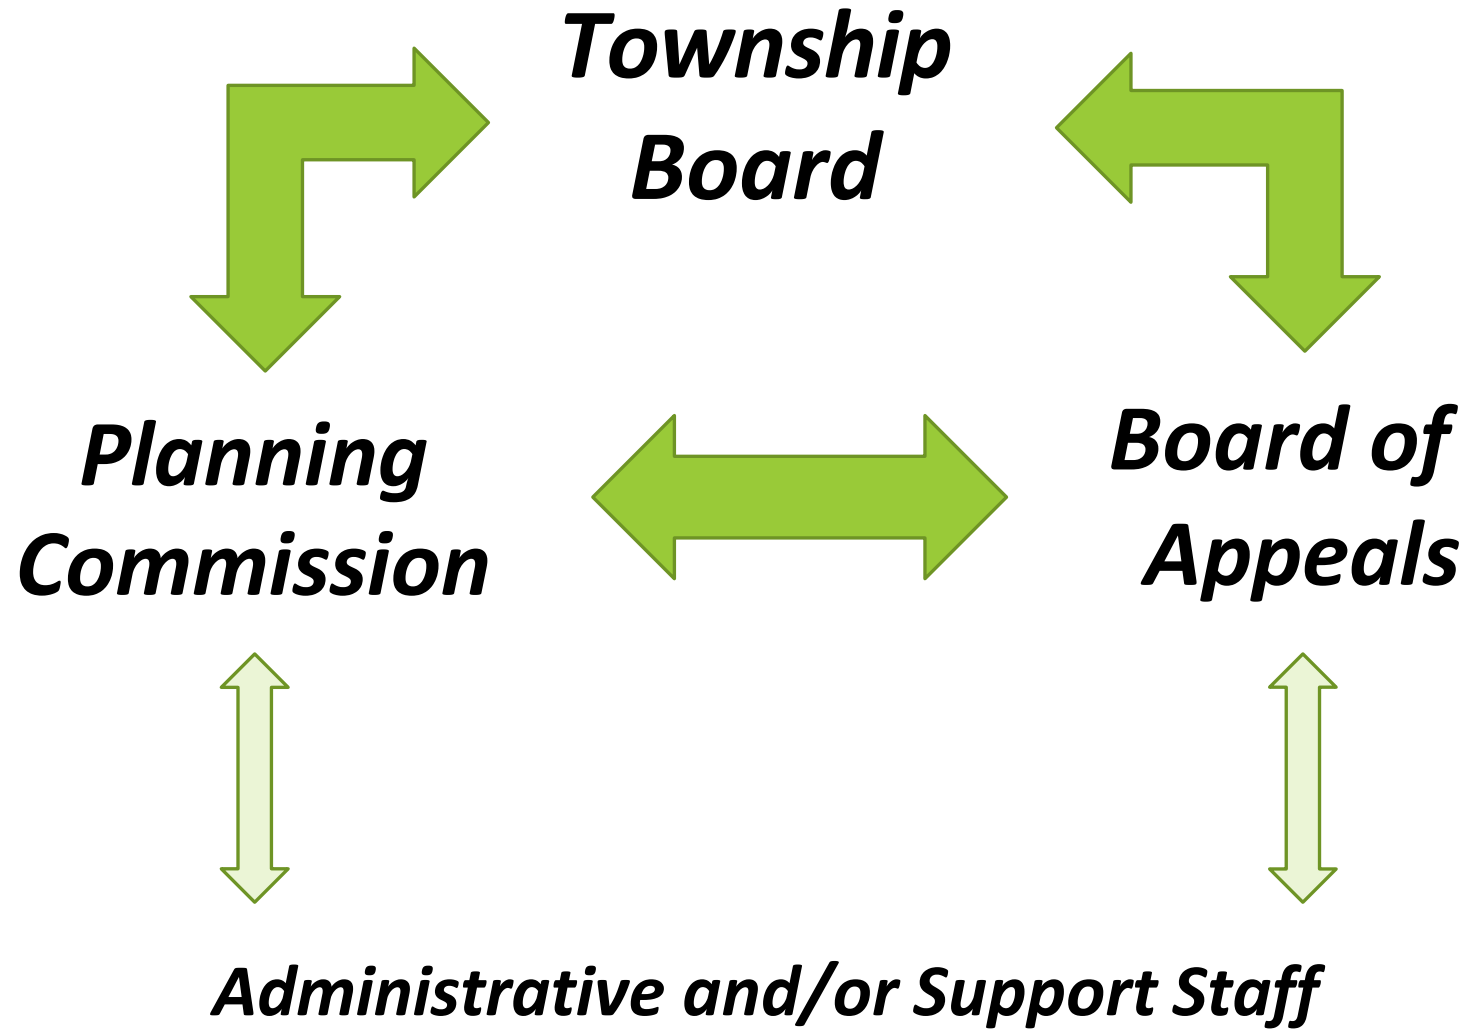 Township
Board
Planning
Commission
Board of
Appeals
Administrative and/or Support Staff